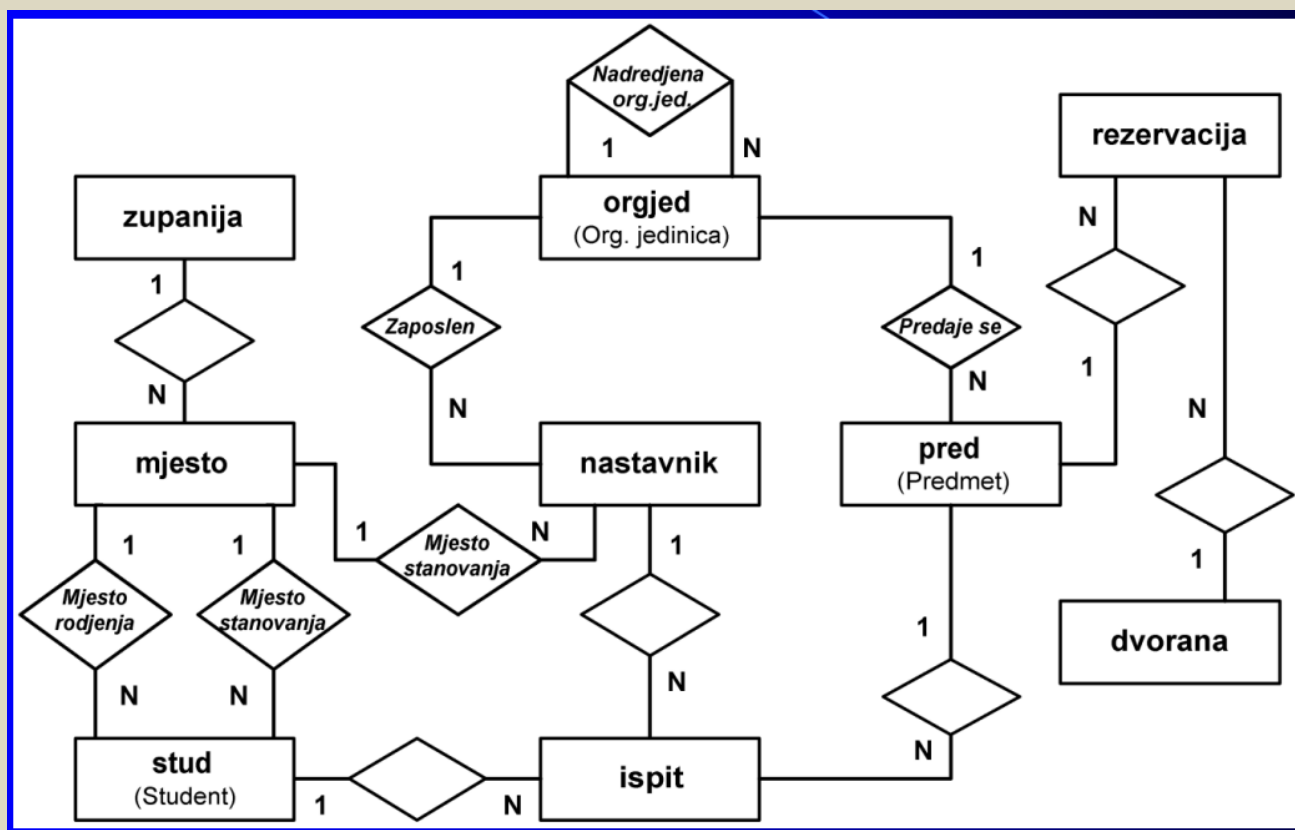 Nadredjena
org.jed.
1
N
rezervacija
zupanija
orgjed
(Org. jedinica)
N
1
1
1
Zaposlen
Predaje se
1
N
N
N
N
mjesto
nastavnik
pred
(Predmet)
1
1
1
Mjesto
stanovanja
N
1
1
Mjesto
rodjenja
Mjesto
stanovanja
1
dvorana
N
N
N
N
stud
(Student)
1
N
ispit